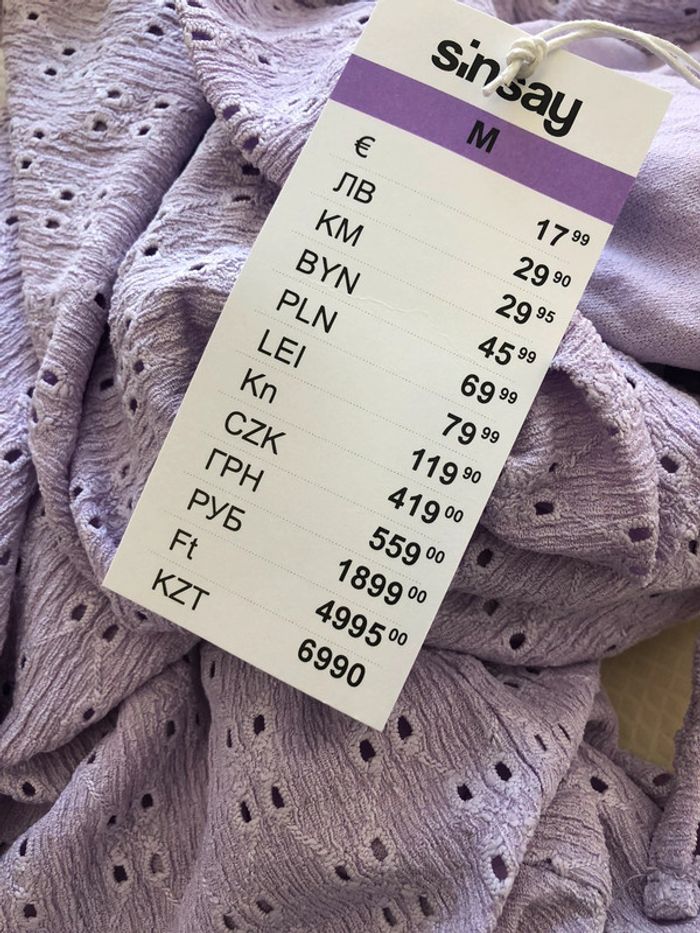 sinsay
M
€ 17 99
ЛВ 29 90
KM 29 95
BYN 45 99
PLN 69 99
LEI 79 99
Kn 119 90
CZK 419 00
ГРН 559 00
РУБ 1899 00
Ft 4995 00
KZT 6990